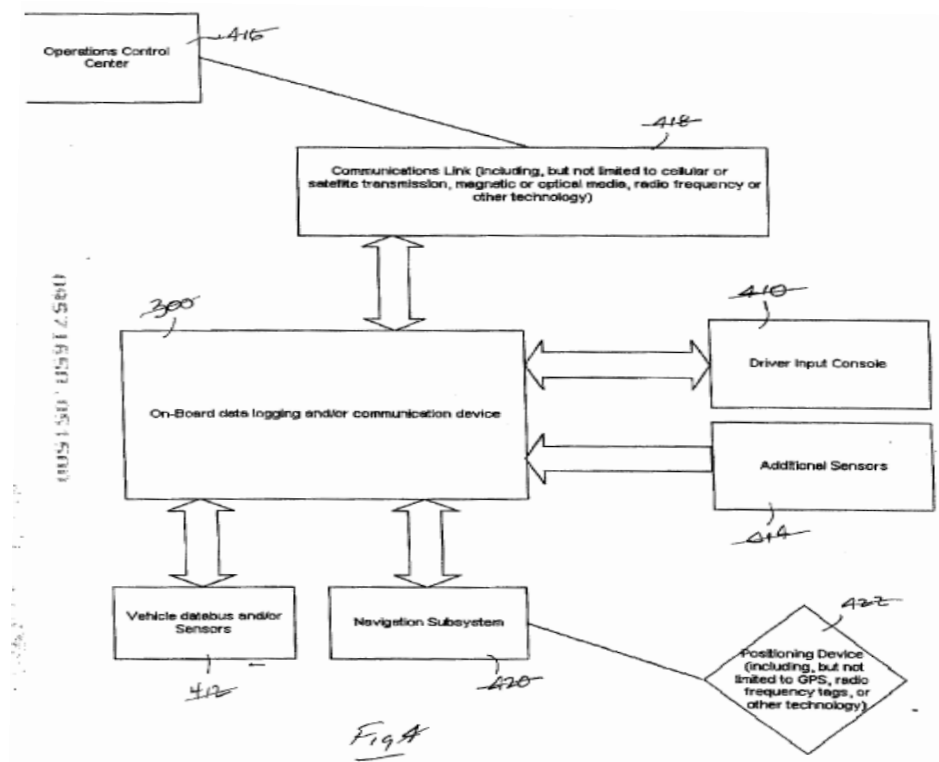 Operations Control
Center
416
418
Communications Link (including, but not limited to cellular or
satellite transmission, magnetic or optical media, radio frequency or
other technology)
300
On-Board data logging and/or communication device
410
Driver Input Console
Additional Sensors
414
Vehicle databus and/or
Sensors
412
Navigation Subsystem
420
422
Positioning Device
(including, but not
limited to GPS, radio
frequency tags, or
other technology)
Fig 4